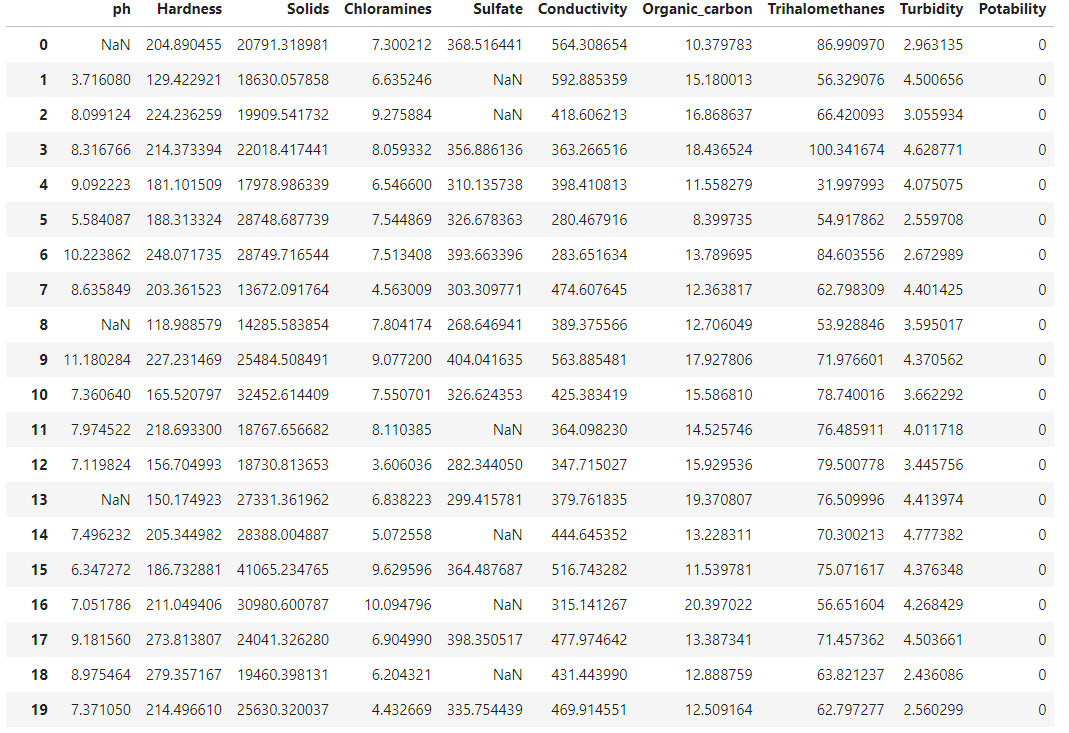 ph Hardness Solids Chloramines Sulfate Conductivity Organic_carbon Trihalomethanes Turbidity Potability
0 NaN 204.890455 20791.318981 7.300212 368.516441 564.308654 10.379783 86.990970 2.963135 0
1 3.716080 129.422921 18630.057858 6.635246 NaN 592.885359 15.180013 56.329076 4.500656 0
2 8.099124 224.236259 19909.541732 9.275884 NaN 418.606213 16.868637 66.420093 3.055934 0
3 8.316766 214.373394 22018.417441 8.059332 356.886136 363.266516 18.436524 100.341674 4.628771 0
4 9.092223 181.101509 17978.986339 6.546600 310.135738 398.410813 11.558279 31.997993 4.075075 0
5 5.584087 188.313324 28748.687739 7.544869 326.678363 280.467916 8.399735 54.917862 2.559708 0
6 10.223862 248.071735 28749.716544 7.513408 393.663396 283.651634 13.789695 84.603556 2.672989 0
7 8.635849 203.361523 13672.091764 4.563009 303.309771 474.607645 12.363817 62.798309 4.401425 0
8 NaN 118.988579 14285.583854 7.804174 268.646941 389.375566 12.706049 53.928846 3.595017 0
9 11.180284 227.231469 25484.508491 9.077200 404.041635 563.885481 17.927806 71.976601 4.370562 0
10 7.360640 165.520797 32452.614409 7.550701 326.624353 425.383419 15.586810 78.740016 3.662292 0
11 7.974522 218.693300 18767.656682 8.110385 NaN 364.098230 14.525746 76.485911 4.011718 0
12 7.119824 156.704993 18730.813653 3.606036 282.344050 347.715027 15.929536 79.500778 3.445756 0
13 NaN 150.174923 27331.361962 6.838223 299.415781 379.761835 19.370807 76.509996 4.413974 0
14 7.496232 205.344982 28388.004887 5.072558 NaN 444.645352 13.228311 70.300213 4.777382 0
15 6.347272 186.732881 41065.234765 9.629596 364.487687 516.743282 11.539781 75.071617 4.376348 0
16 7.051786 211.049406 30980.600787 10.094796 NaN 315.141267 20.397022 56.651604 4.268429 0
17 9.181560 273.813807 24041.326280 6.904990 398.350517 477.974642 13.387341 71.457362 4.503661 0
18 8.975464 279.357167 19460.398131 6.204321 NaN 431.443990 12.888759 63.821237 2.436086 0
19 7.371050 214.496610 25630.320037 4.432669 335.754439 469.914551 12.509164 62.797277 2.560299 0